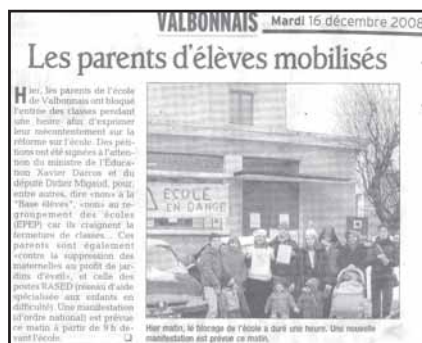 VALBONNAIS Mardi 16 décembre 2008
Les parents d'élèves mobilisés
Hier, les parents de l'école
de Valbonnais ont bloqué
l'entrée des classes pendant
une heure afin d'exprimer
leur mécontentement sur la
réforme sur l'école. Des péti-
tions ont été signées à l'atten-
tion du ministre de l'Educa-
tion Xavier Darcos et du
député Didier Migaud, pour,
entre autres, dire «non» à la
"Base élèves", «non» au re-
groupement des écoles
(EPEP) car ils craignent la
fermeture de classes... Ces
parents sont également
«contre la suppression des
maternelles au profit de jar-
dins d'éveil», et celle des
postes RASED (réseau d'aide
spécialisée aux enfants en
difficulté). Une manifestation
(d'ordre national) est prévue
ce matin à partir de 9 h de-
vant l'école.
ECOLE
EN DANGE
Hier matin, le blocage de l'école a duré une heure. Une nouvelle
manifestation est prévue ce matin.